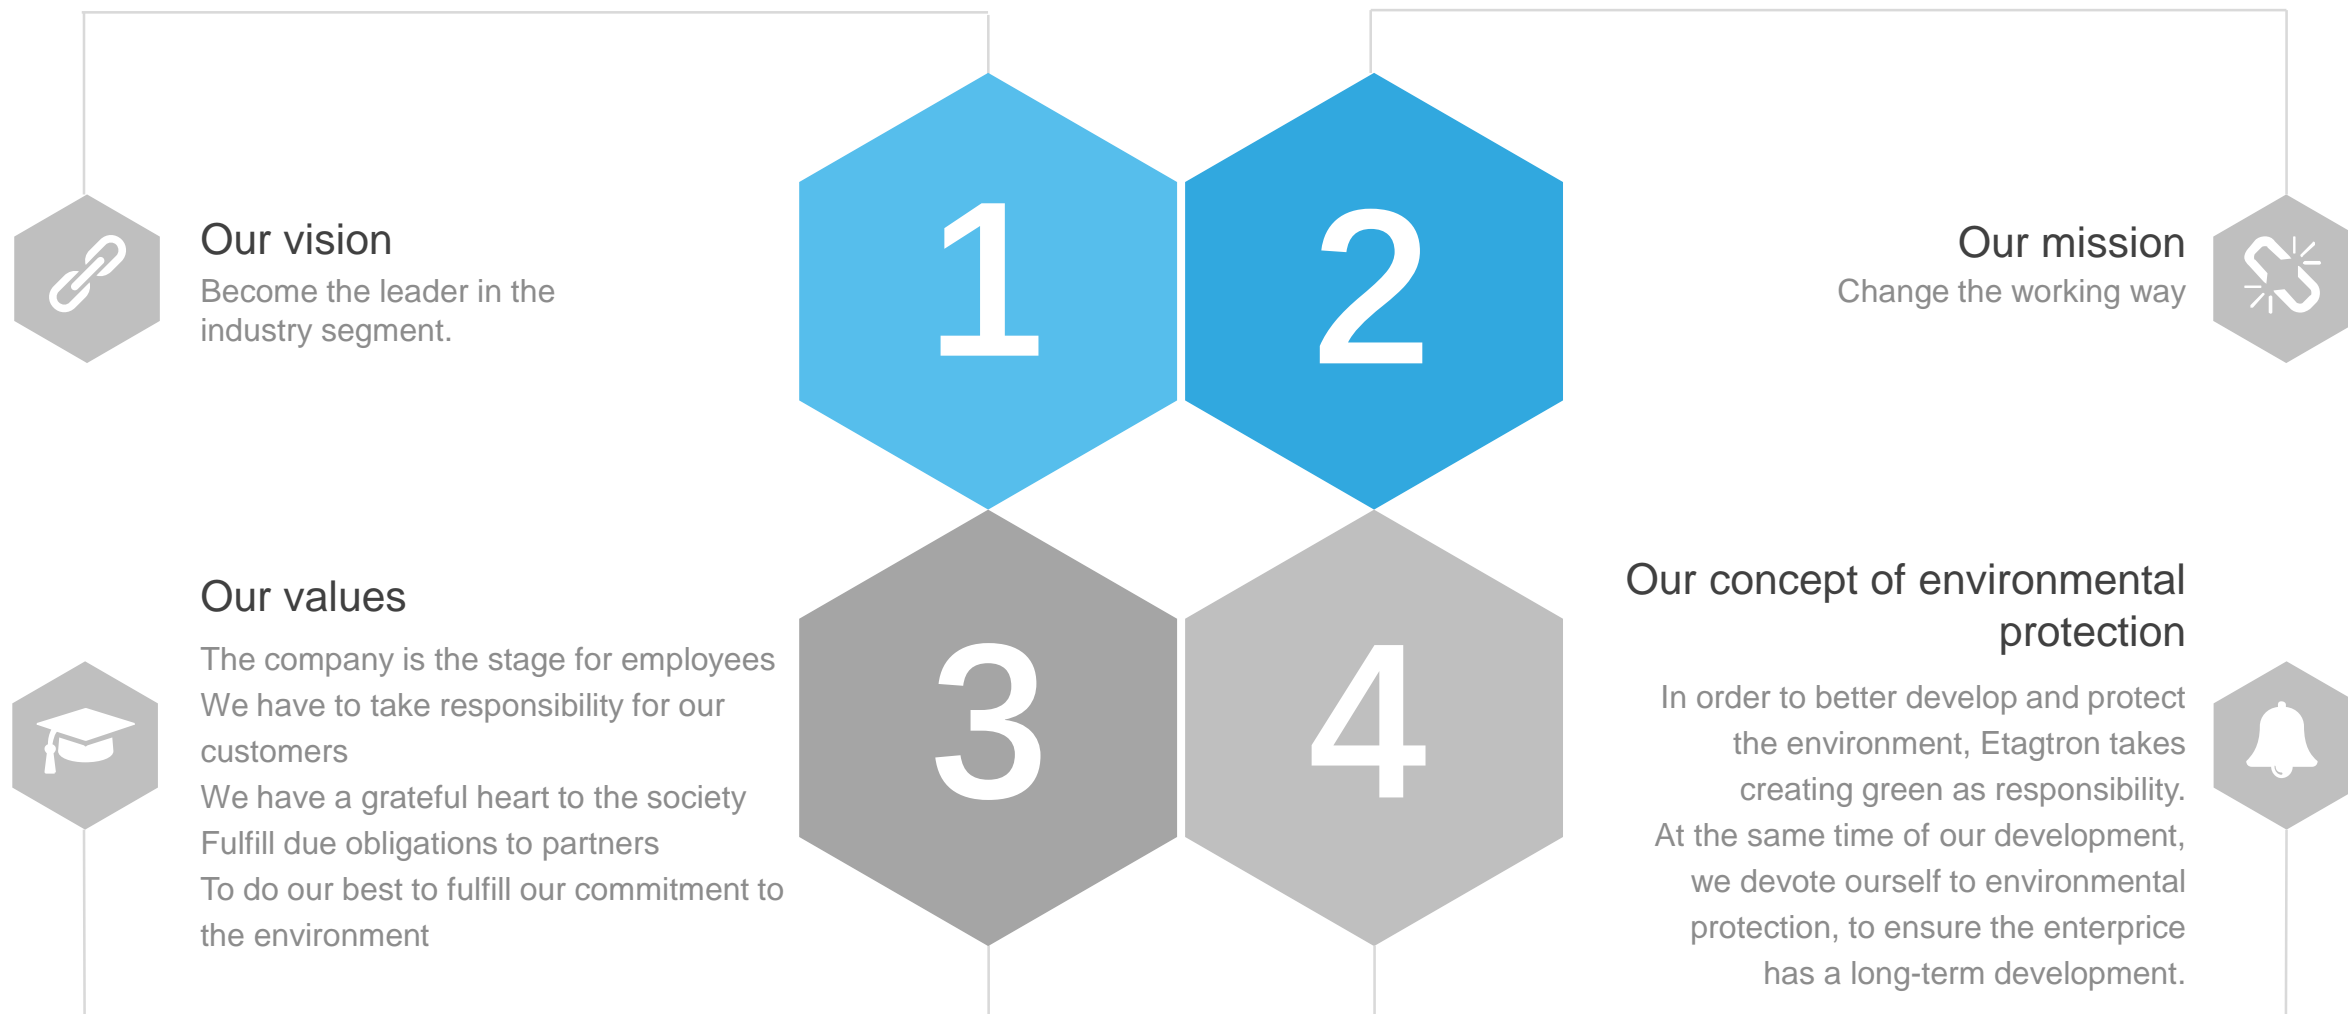 1
Our vision
Become the leader in the
industry segment.
2
Our mission
Change the working way
3
Our values
The company is the stage for employees
We have to take responsibility for our
customers
We have a grateful heart to the society
Fulfill due obligations to partners
To do our best to fulfill our commitment to
the environment
4
Our concept of environmental
protection
In order to better develop and protect
the environment, Etagtron takes
creating green as responsibility.
At the same time of our development,
we devote ourself to environmental
protection, to ensure the enterprice
has a long-term development.